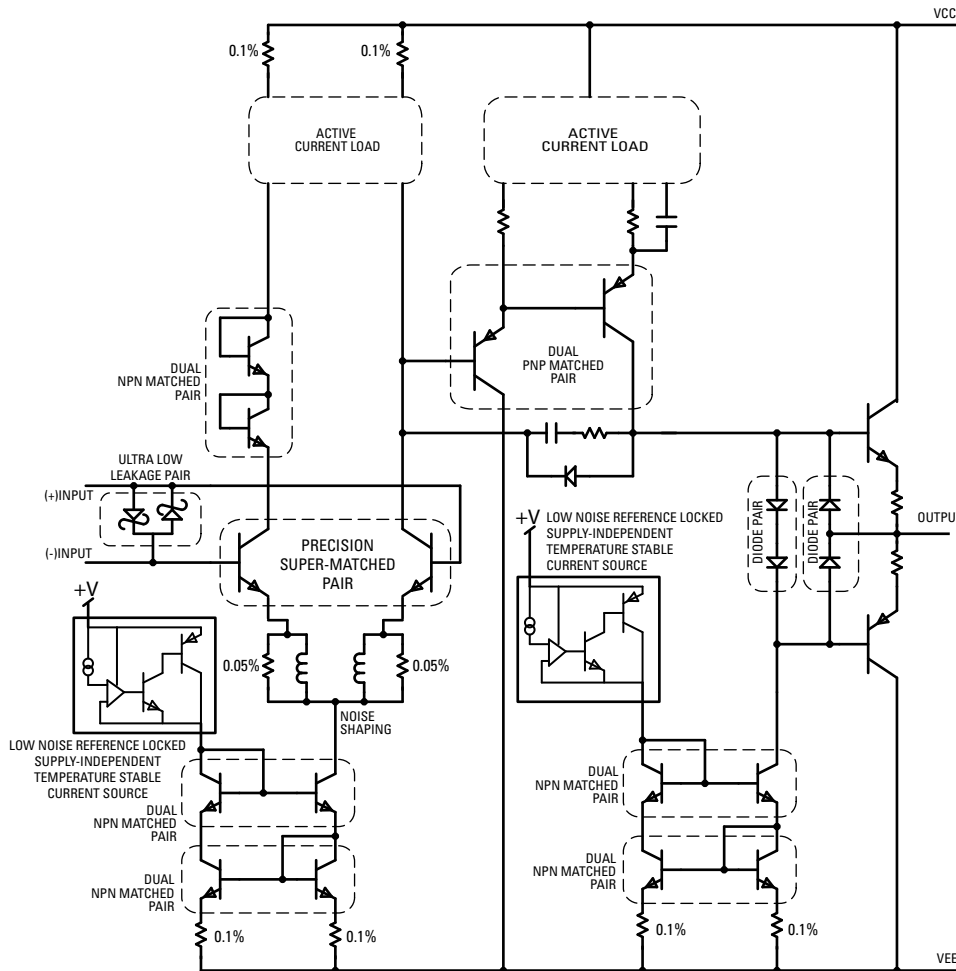 VCC
0.1%
0.1%
ACTIVE
CURRENT LOAD
ACTIVE
CURRENT LOAD
DUAL
NPN MATCHED
PAIR
DUAL
PNP MATCHED
PAIR
ULTRA LOW
LEAKAGE PAIR
(+)INPUT
(-)INPUT
PRECISION
SUPER-MATCHED
PAIR
+V
LOW NOISE REFERENCE LOCKED
SUPPLY-INDEPENDENT
TEMPERATURE STABLE
CURRENT SOURCE
DIODE PAIR
DIODE PAIR
OUTPU
+V
0.05%
0.05%
NOISE
SHAPING
LOW NOISE REFERENCE LOCKED
SUPPLY-INDEPENDENT
TEMPERATURE STABLE
CURRENT SOURCE
DUAL
NPN MATCHED
PAIR
DUAL
NPN MATCHED
PAIR
DUAL
NPN MATCHED
PAIR
DUAL
NPN MATCHED
PAIR
0.1%
0.1%
0.1%
0.1%
VEE